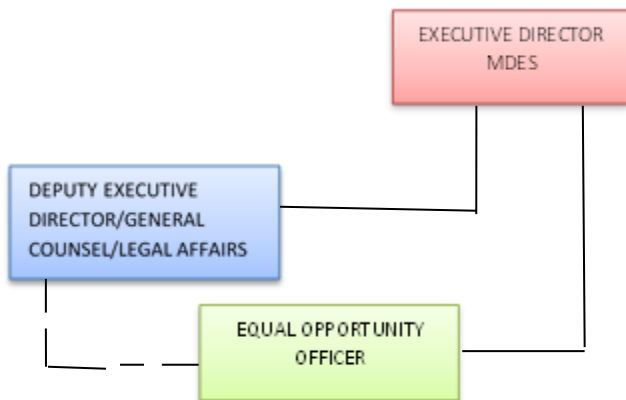 EXECUTIVE DIRECTOR
MDES
DEPUTY EXECUTIVE
DIRECTOR/GENERAL
COUNSEL/LEGAL AFFAIRS
EQUAL OPPORTUNITY
OFFICER